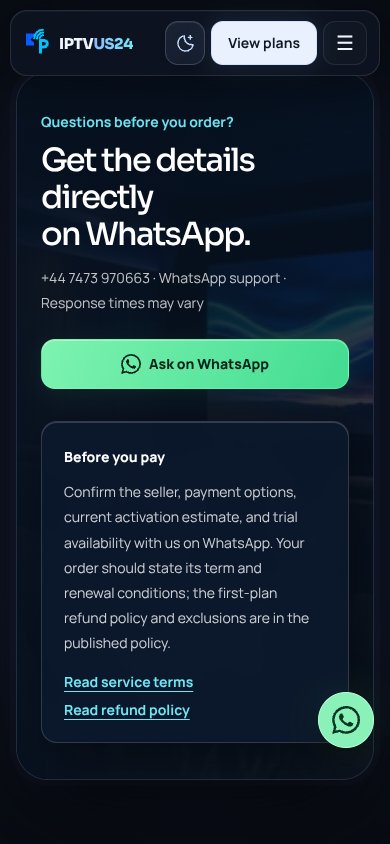 IPTVUS24
View plans
Questions before you order?
Get the details
directly
on WhatsApp.
+44 7473 970663 · WhatsApp support ·
Response times may vary
Ask on WhatsApp
Before you pay
Confirm the seller, payment options,
current activation estimate, and trial
availability with us on WhatsApp. Your
order should state its term and
renewal conditions; the first-plan
refund policy and exclusions are in the
published policy.
Read service terms
Read refund policy